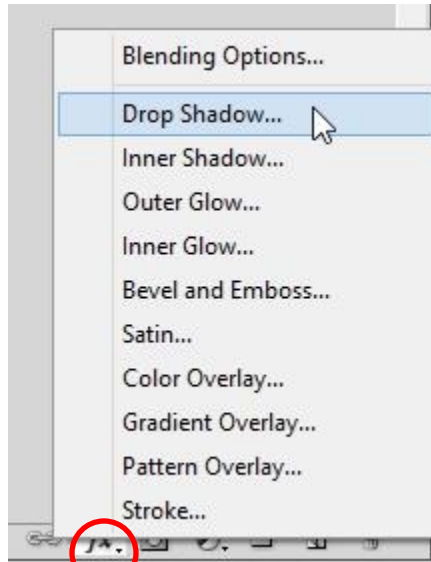 Blending Options...
Drop Shadow...
Inner Shadow...
Outer Glow...
Inner Glow...
Bevel and Emboss...
Satin...
Color Overlay...
Gradient Overlay...
Pattern Overlay...
Stroke...
fx